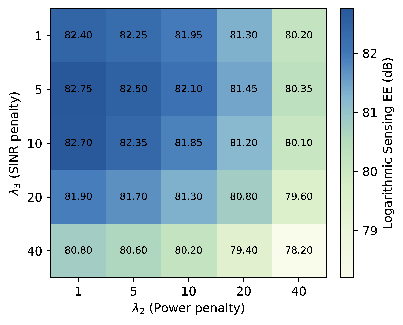 1 82.40 82.25 81.95 81.30 80.20
5 82.75 82.50 82.10 81.45 80.35
10 82.70 82.35 81.85 81.20 80.10
20 81.90 81.70 81.30 80.80 79.60
40 80.80 80.60 80.20 79.40 78.20
1 5 10 20 40
λ₂ (Power penalty)
λ₃ (SINR penalty)
82
81
80
79
Logarithmic Sensing EE (dB)